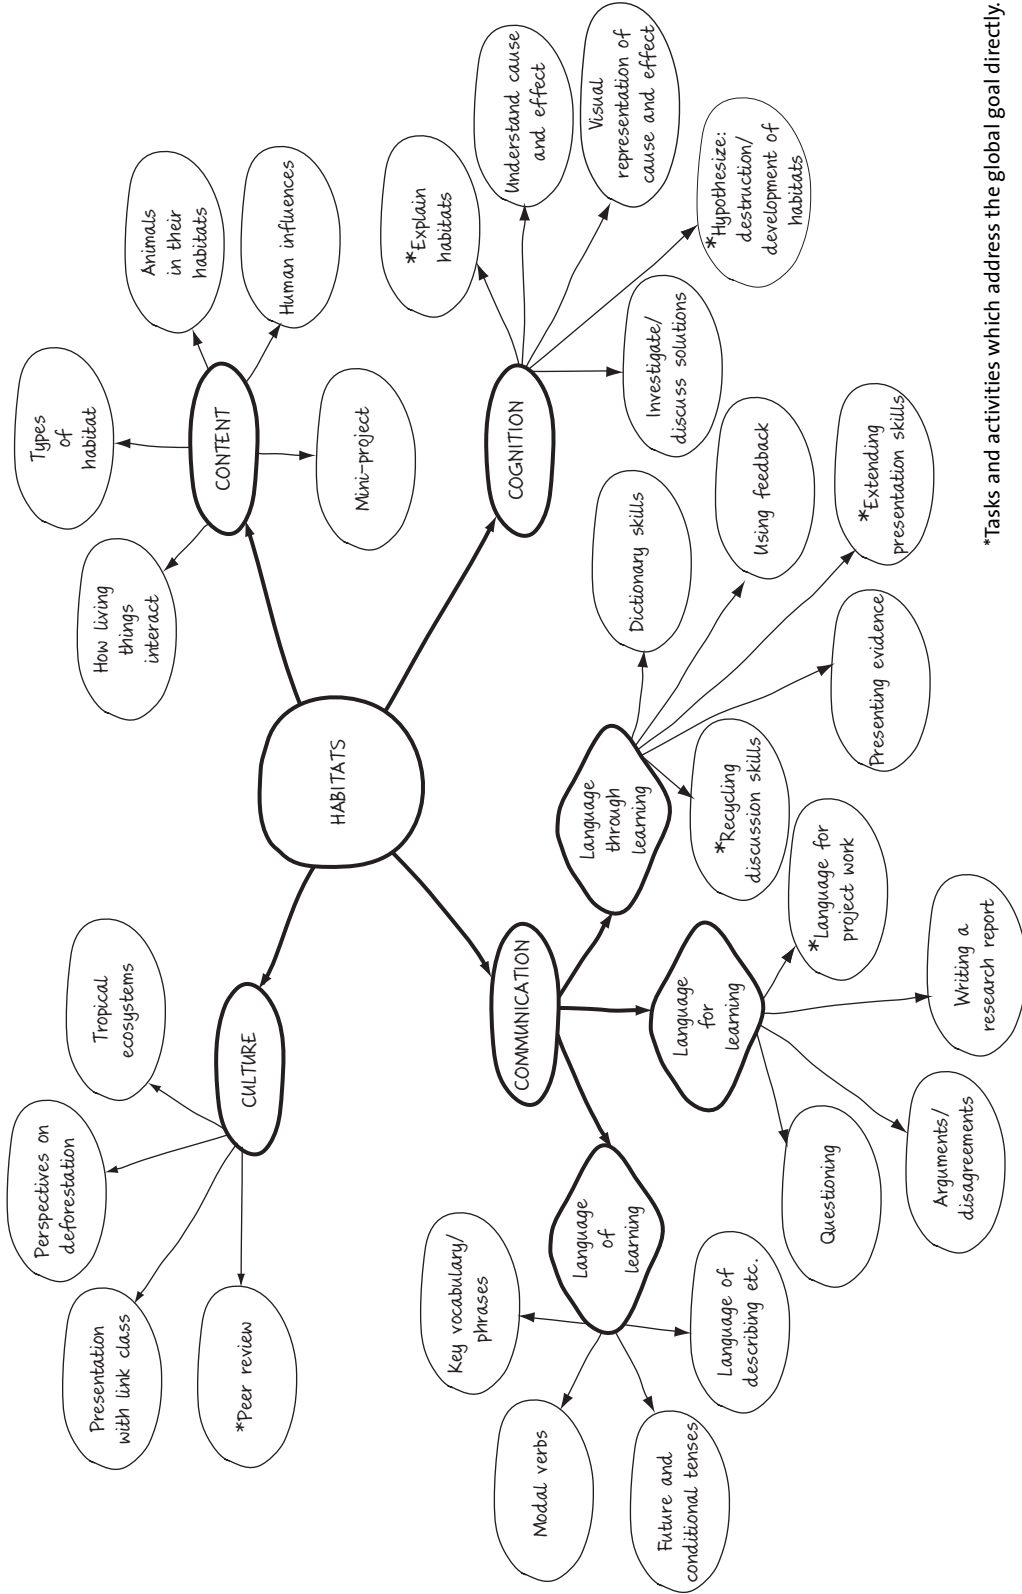 HABITATS
CULTURE
Tropical
ecosystems
Perspectives on
deforestation
Presentation
with link class
*Peer review
CONTENT
How living
things
interact
Types
of
habitat
Animals
in their
habitats
Human influences
Mini-project
COMMUNICATION
Language
of
learning
Key vocabulary/
phrases
Modal verbs
Future and
conditional tenses
Language of
describing etc.
Language
for
learning
Questioning
Arguments/
disagreements
Writing a
research report
*Language for
project work
Language
through
learning
*Recycling
discussion skills
Presenting evidence
*Extending
presentation skills
Using feedback
Dictionary skills
COGNITION
*Explain
habitats
Understand cause
and effect
Visual
representation of
cause and effect
*Hypothesize:
destruction/
development of
habitats
Investigate/
discuss solutions
*Tasks and activities which address the global goal directly.